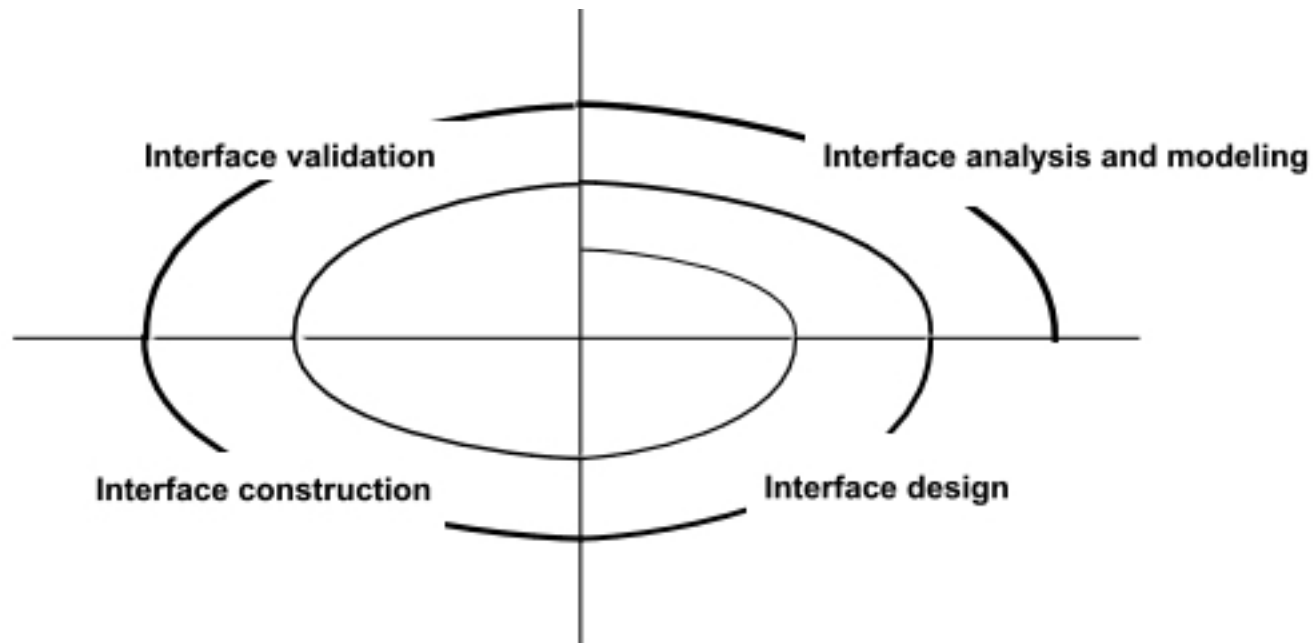 Interface validation
Interface analysis and modeling
Interface construction
Interface design